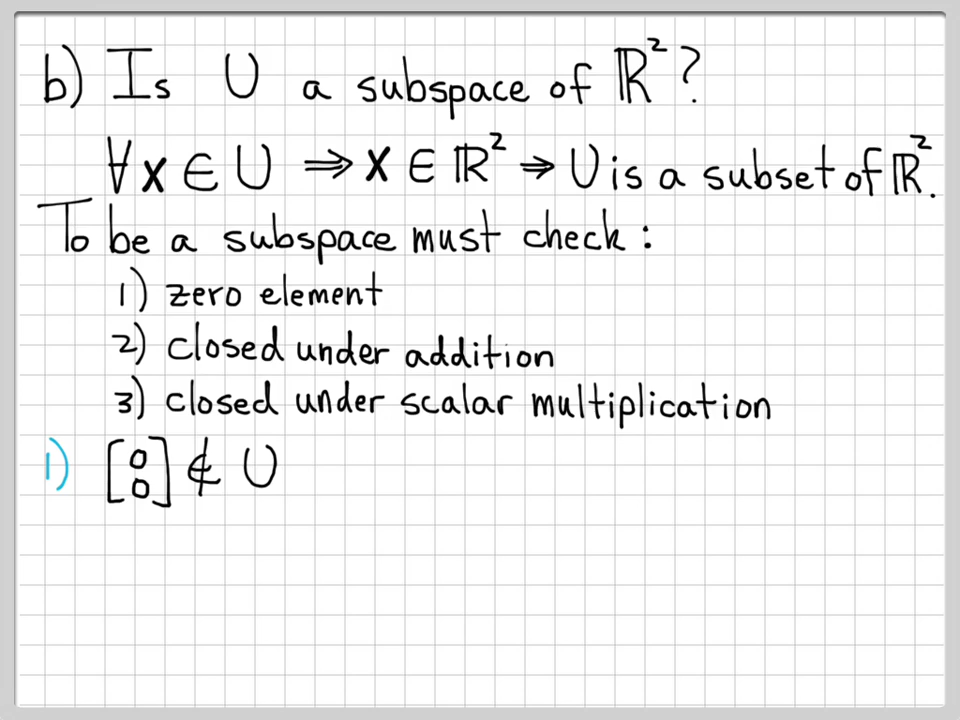 b) Is U a subspace of ℝ²?
∀x ∈ U ⇒ x ∈ ℝ² → U is a subset of ℝ².
To be a subspace must check:
1) zero element
2) closed under addition
3) closed under scalar multiplication
1) [0 0] ∉ U